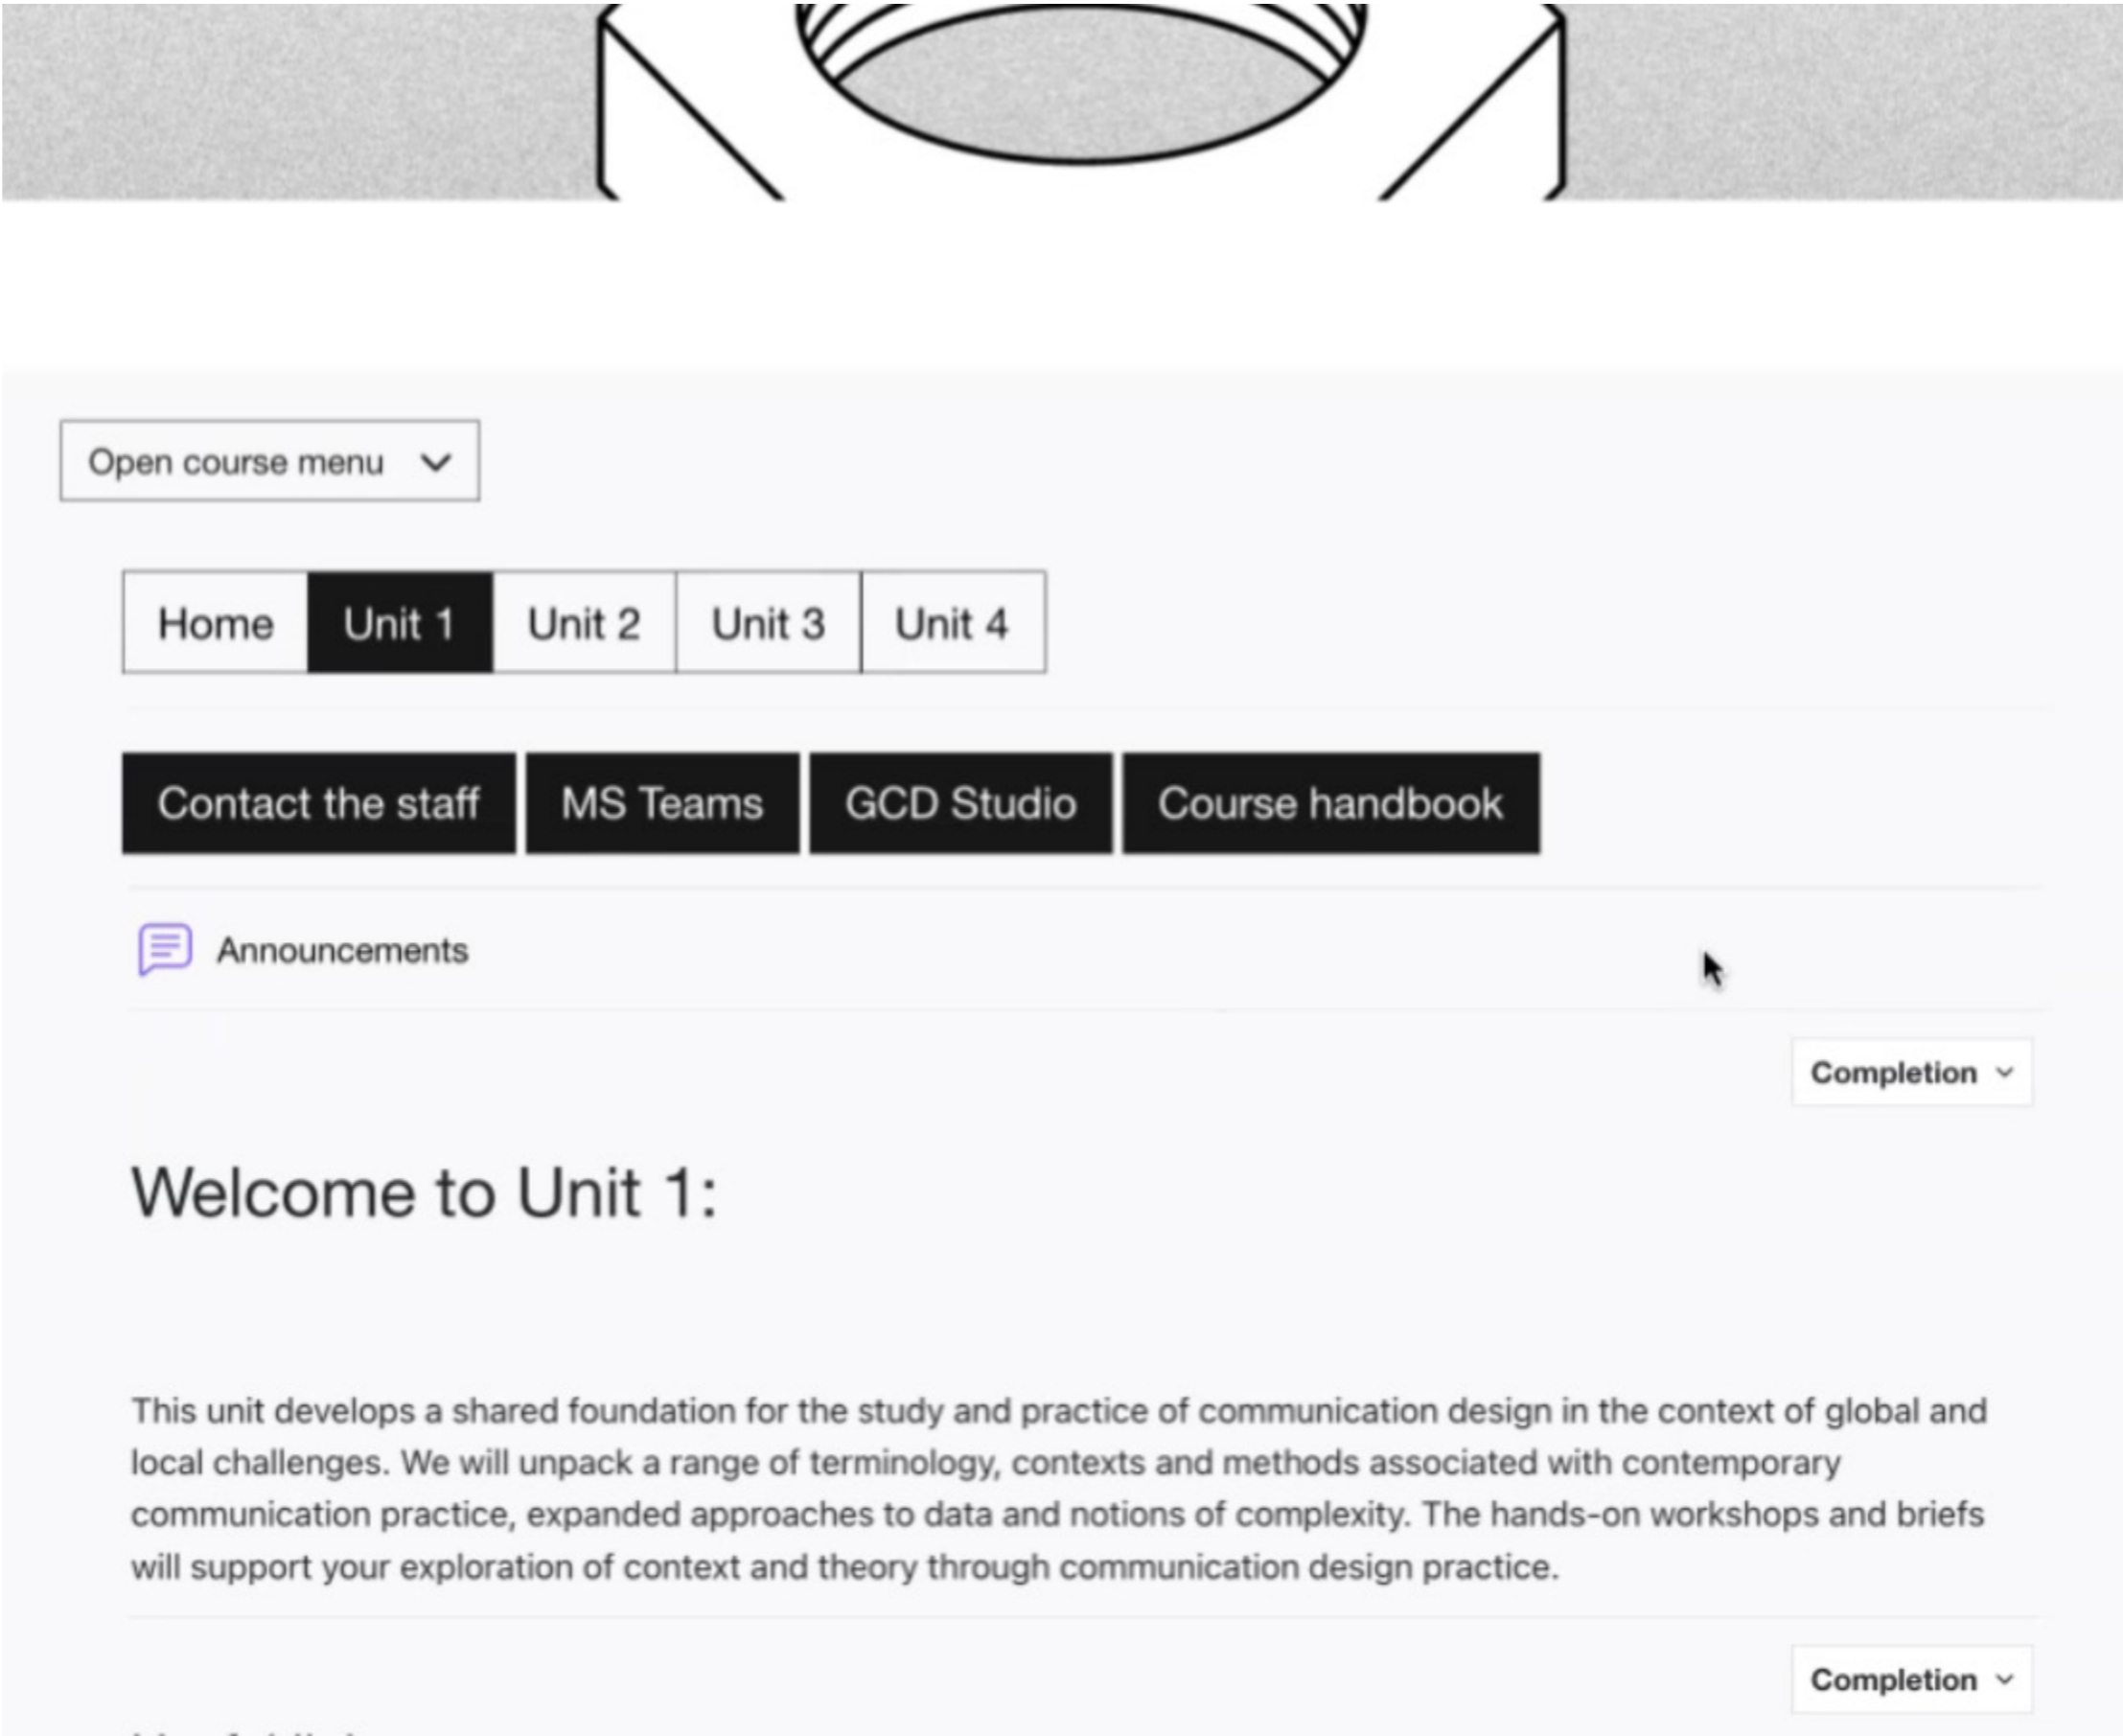 Open course menu
Home Unit 1 Unit 2 Unit 3 Unit 4
Contact the staff MS Teams GCD Studio Course handbook
Announcements
Completion
Welcome to Unit 1:
This unit develops a shared foundation for the study and practice of communication design in the context of global and
local challenges. We will unpack a range of terminology, contexts and methods associated with contemporary
communication practice, expanded approaches to data and notions of complexity. The hands-on workshops and briefs
will support your exploration of context and theory through communication design practice.
Completion